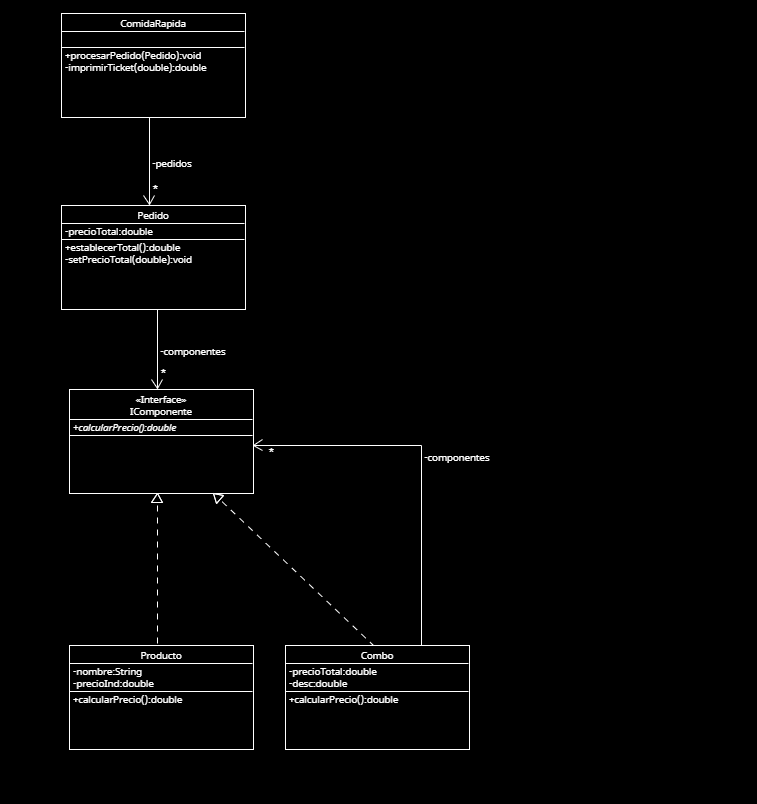 ComidaRapida
+procesarPedido(Pedido):void
-imprimirTicket(double):double
-pedidos
*
Pedido
-precioTotal:double
+establecerTotal():double
-setPrecioTotal(double):void
-componentes
*
«Interface»
IComponente
+calcularPrecio():double
*
-componentes
Producto
-nombre:String
-precioInd:double
+calcularPrecio():double
Combo
-precioTotal:double
-desc:double
+calcularPrecio():double